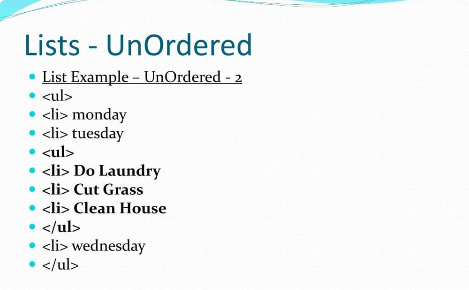 Lists - UnOrdered
List Example – UnOrdered - 2
<ul>
<li> monday
<li> tuesday
<ul>
<li> Do Laundry
<li> Cut Grass
<li> Clean House
</ul>
<li> wednesday
</ul>